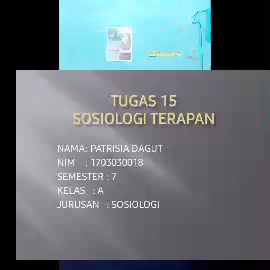 TUGAS 15
SOSIOLOGI TERAPAN
NAMA: PATRISIA DAGUT
NIM : 1703030018
SEMESTER : 7
KELAS : A
JURUSAN : SOSIOLOGI